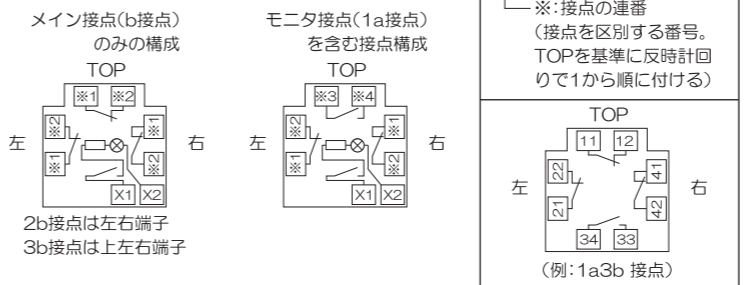 メイン接点(b接点)
のみの構成
TOP
※1 ※2
左
※2
※1
※1
※2
右
X1 X2
2b接点は左右端子
3b接点は上左右端子
モニタ接点(1a接点)
を含む接点構成
TOP
※3 ※4
左
※2
※1
※1
※2
右
X1 X2
※:接点の連番
(接点を区別する番号。
TOPを基準に反時計回
りで1から順に付ける)
TOP
11 12
左
22
21
41
42
右
34 33
(例:1a3b 接点)